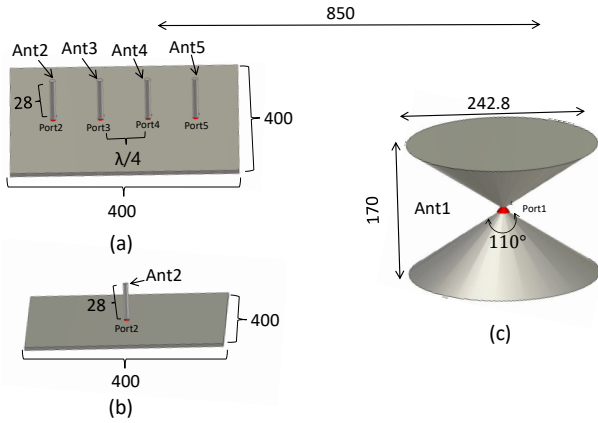 850
Ant2
Ant3
Ant4
Ant5
28
Port2
Port3
Port4
Port5
λ/4
400
400
(a)
Ant2
28
Port2
400
400
(b)
242.8
170
Ant1
Port1
110°
(c)